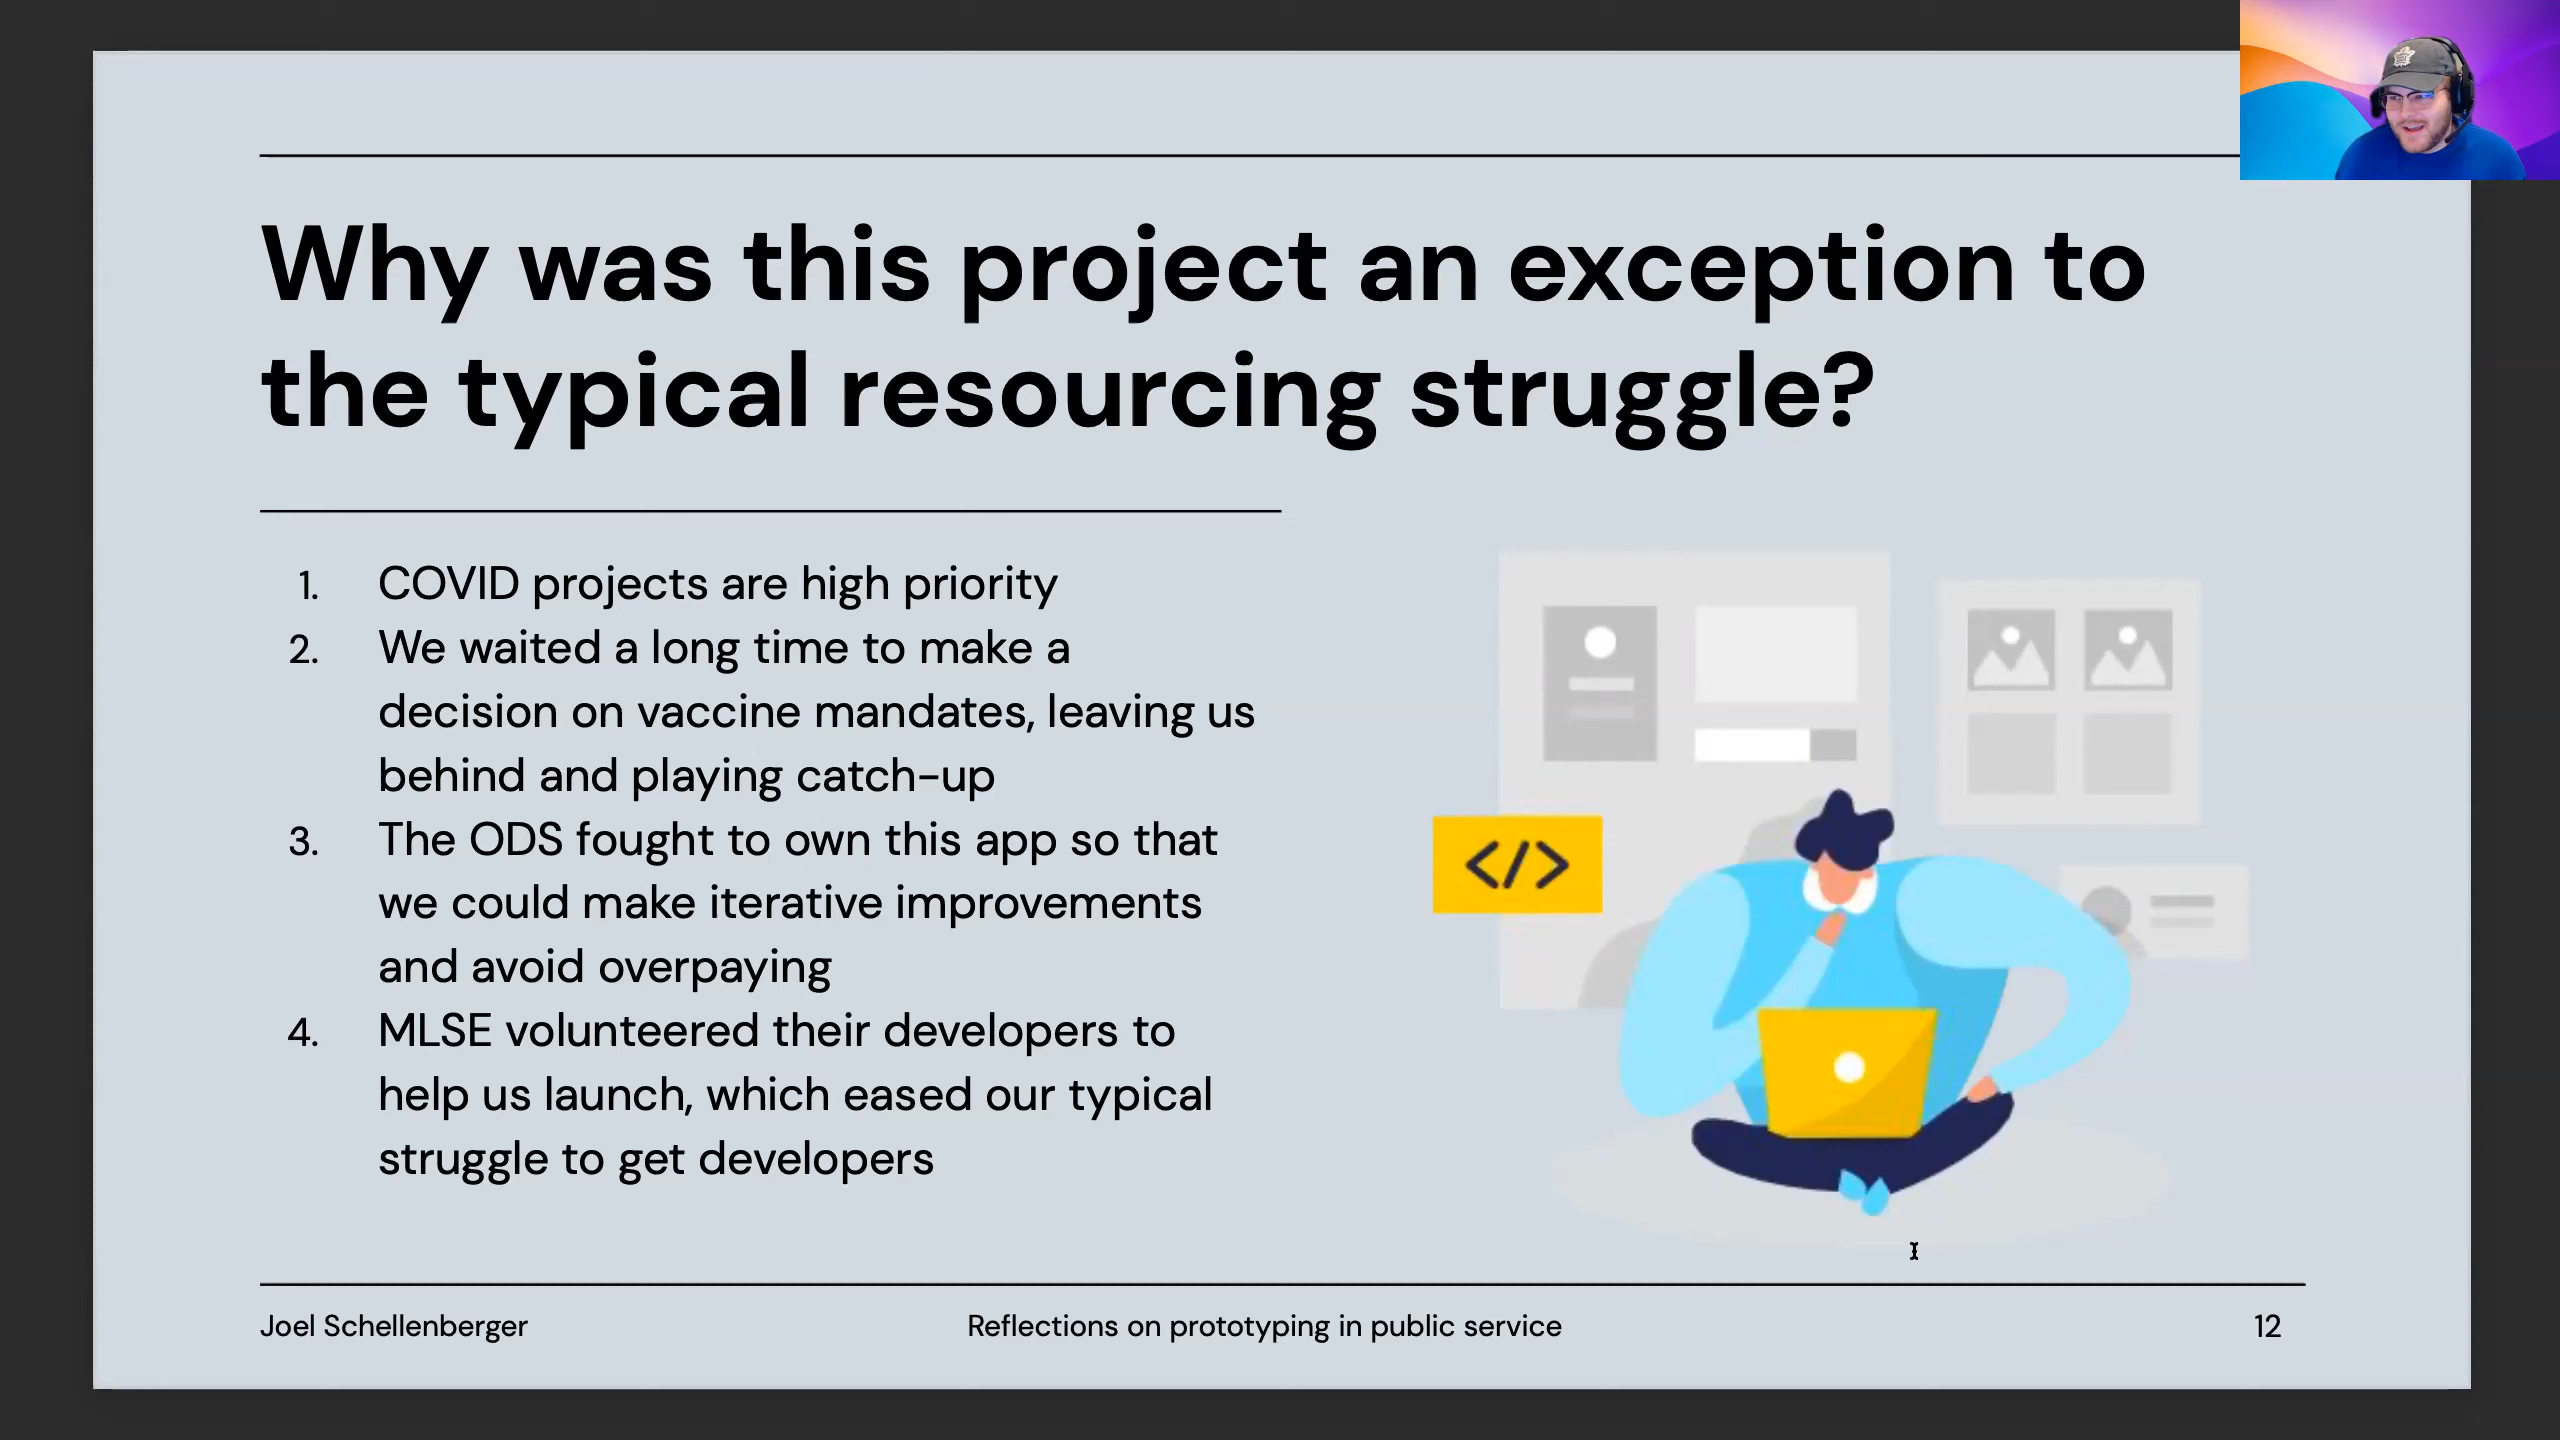 Why was this project an exception to
the typical resourcing struggle?
1. COVID projects are high priority
2. We waited a long time to make a
decision on vaccine mandates, leaving us
behind and playing catch-up
3. The ODS fought to own this app so that
we could make iterative improvements
and avoid overpaying
4. MLSE volunteered their developers to
help us launch, which eased our typical
struggle to get developers
</>
Joel Schellenberger
Reflections on prototyping in public service
12